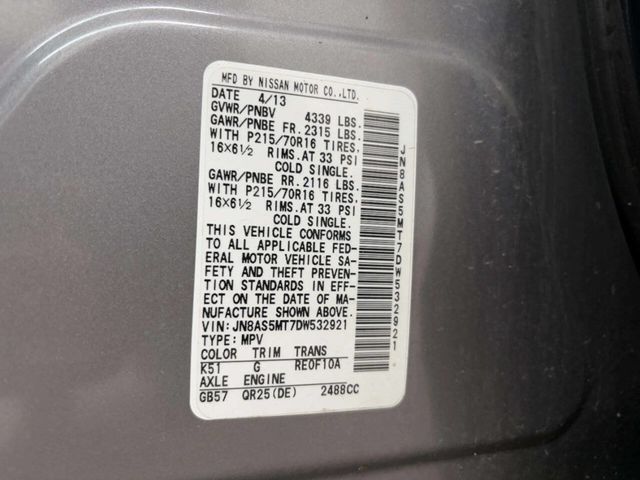 MFD BY NISSAN MOTOR CO.,LTD.
DATE 4/13
GVWR/PNBV 4339 LBS.
GAWR/PNBE FR. 2315 LBS.
WITH P215/70R16 TIRES.
16×6½ RIMS.AT 33 PSI
COLD SINGLE.
GAWR/PNBE RR. 2116 LBS.
WITH P215/70R16 TIRES.
16×6½ RIMS.AT 33 PSI
COLD SINGLE.
THIS VEHICLE CONFORMS
TO ALL APPLICABLE FED-
ERAL MOTOR VEHICLE SA-
FETY AND THEFT PREVEN-
TION STANDARDS IN EFF-
ECT ON THE DATE OF MA-
NUFACTURE SHOWN ABOVE.
VIN:JN8AS5MT7DW532921
TYPE:MPV
COLOR TRIM TRANS
K51 G RE0F10A
AXLE ENGINE
GB57 QR25(DE) 2488CC
JN8AS5MT7DW532921